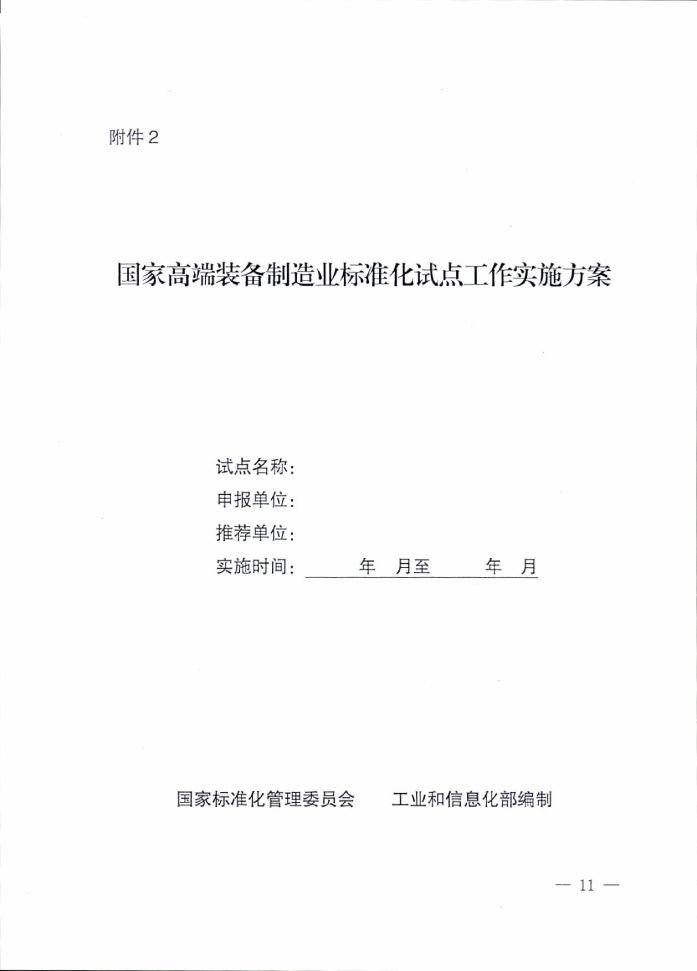 附件2
国家高端装备制造业标准化试点工作实施方案
试点名称：
申报单位：
推荐单位：
实施时间：　　年　月至　　年　月
国家标准化管理委员会　　工业和信息化部编制
— 11 —